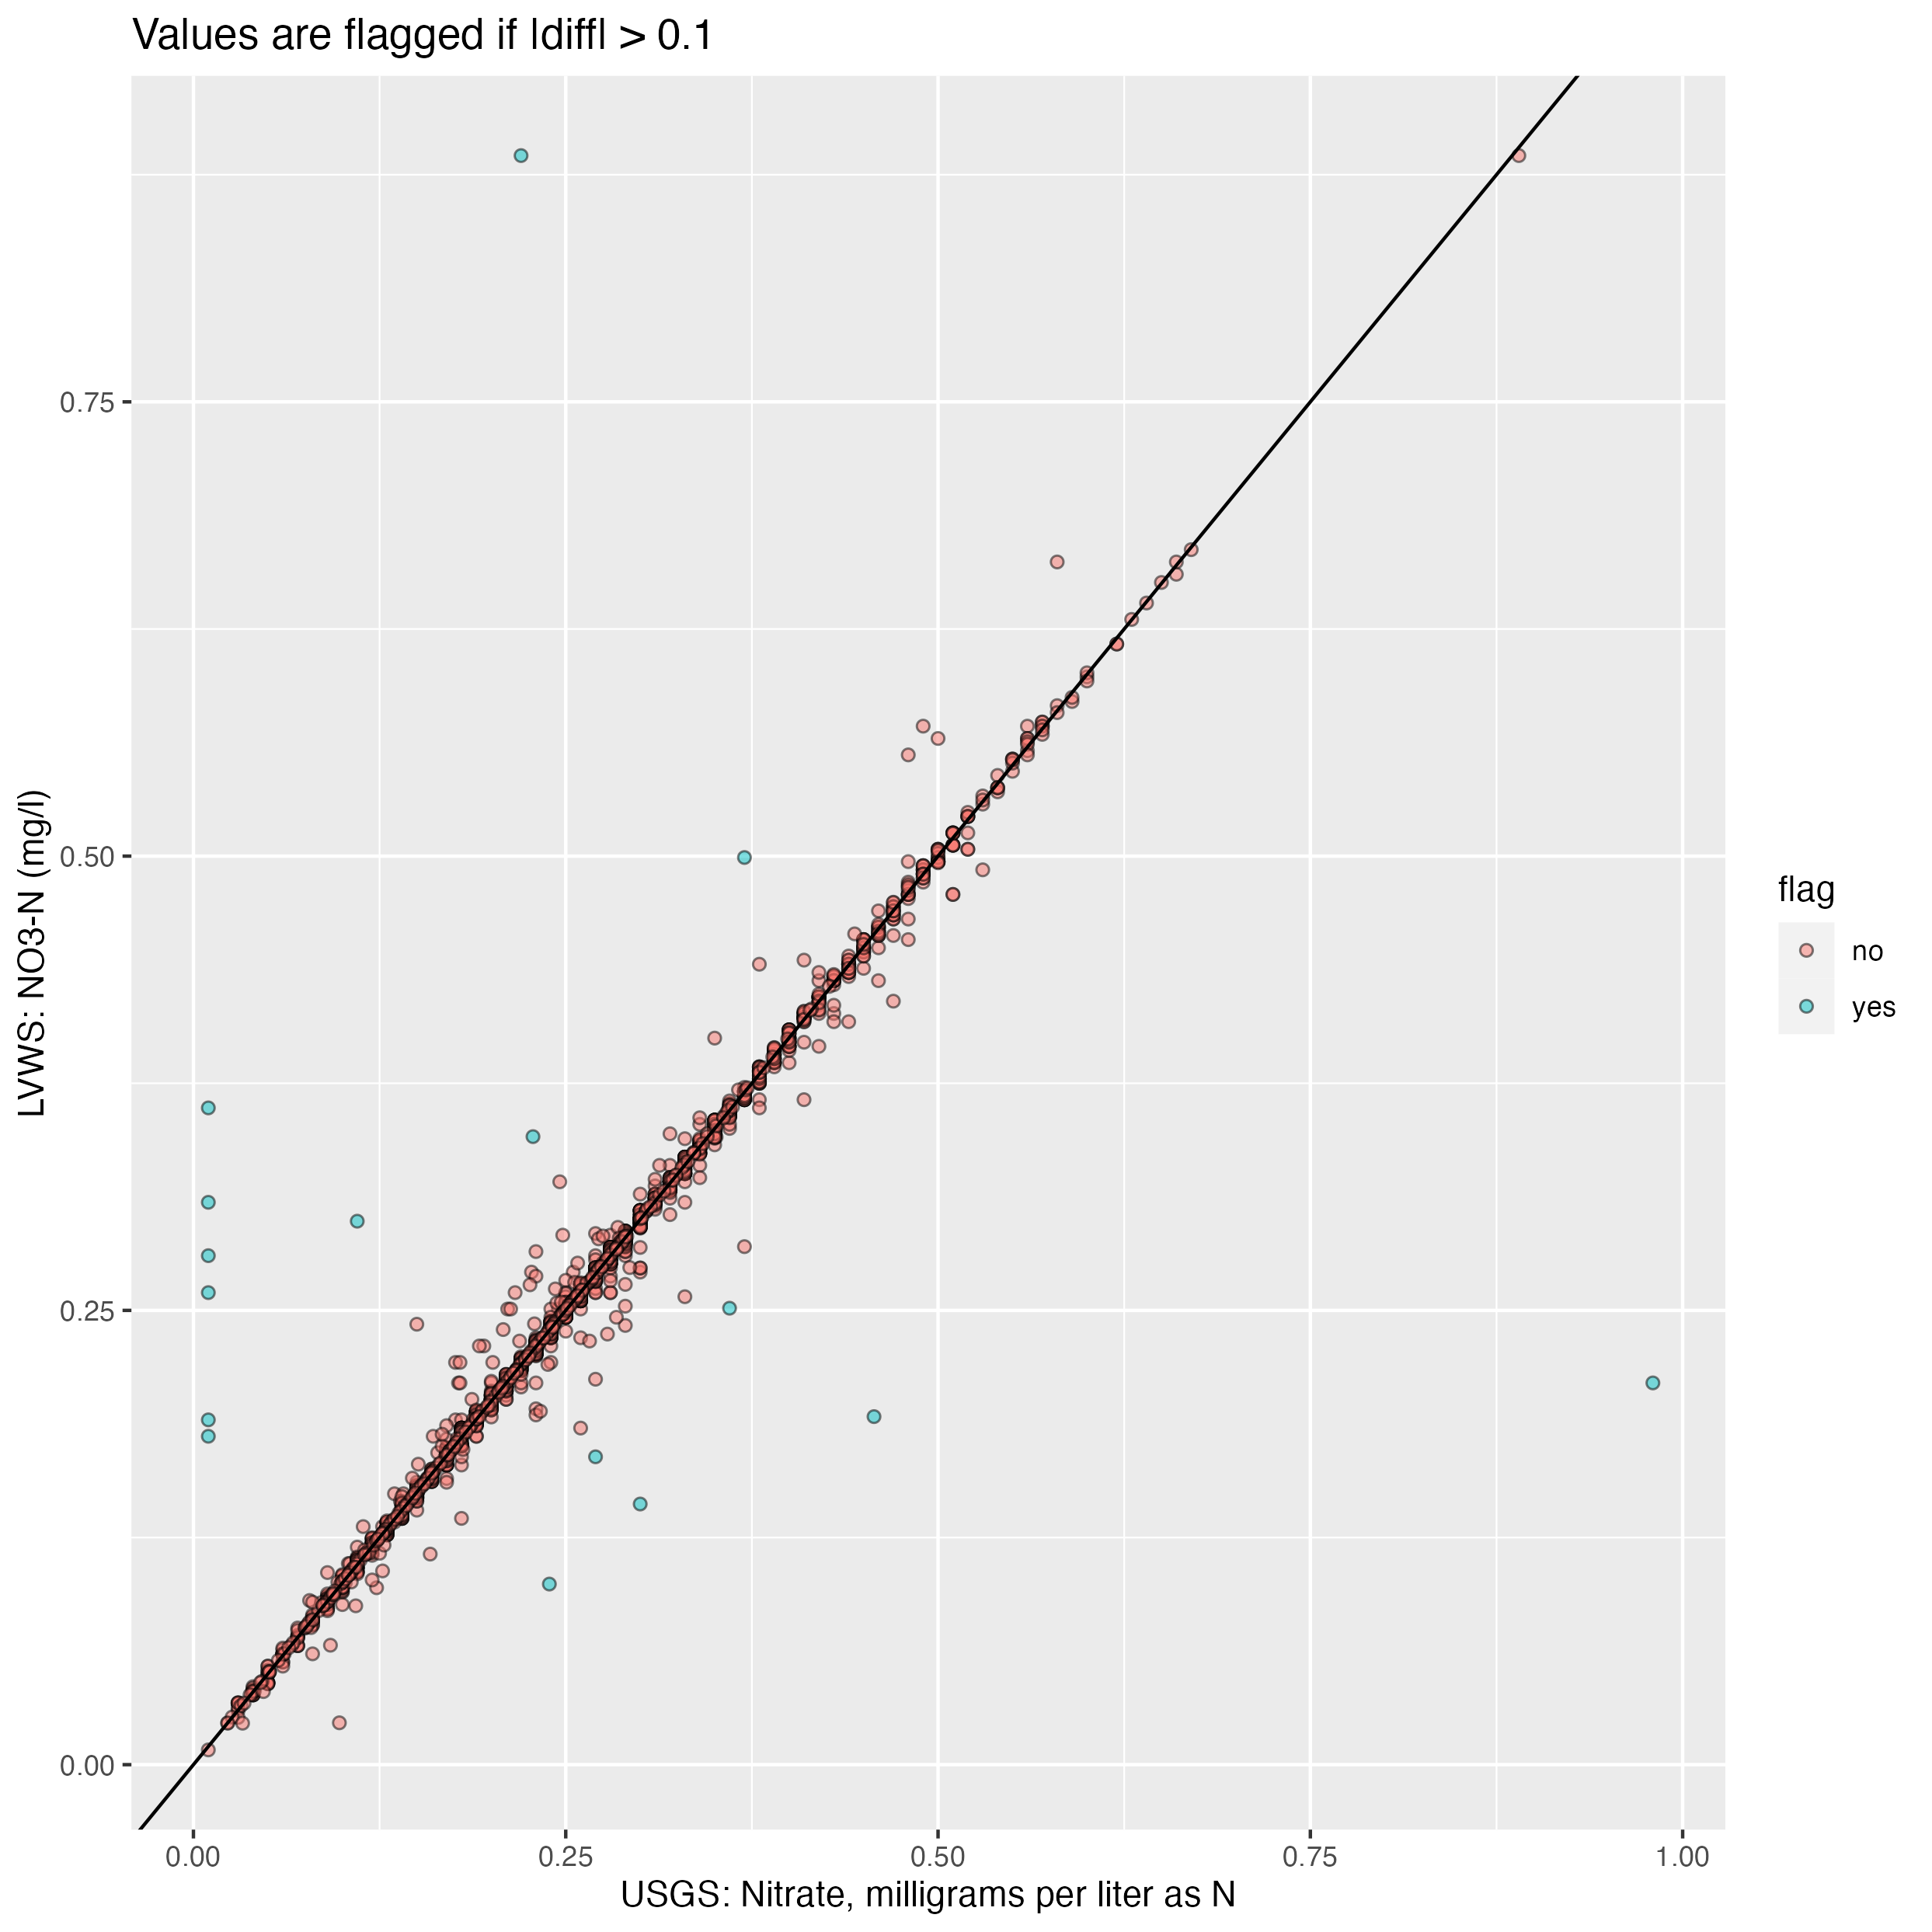 Values are flagged if |diff| > 0.1
LVWS: NO3-N (mg/l)
0.75
0.50
0.25
0.00
0.00 0.25 0.50 0.75 1.00
USGS: Nitrate, milligrams per liter as N
flag
no
yes